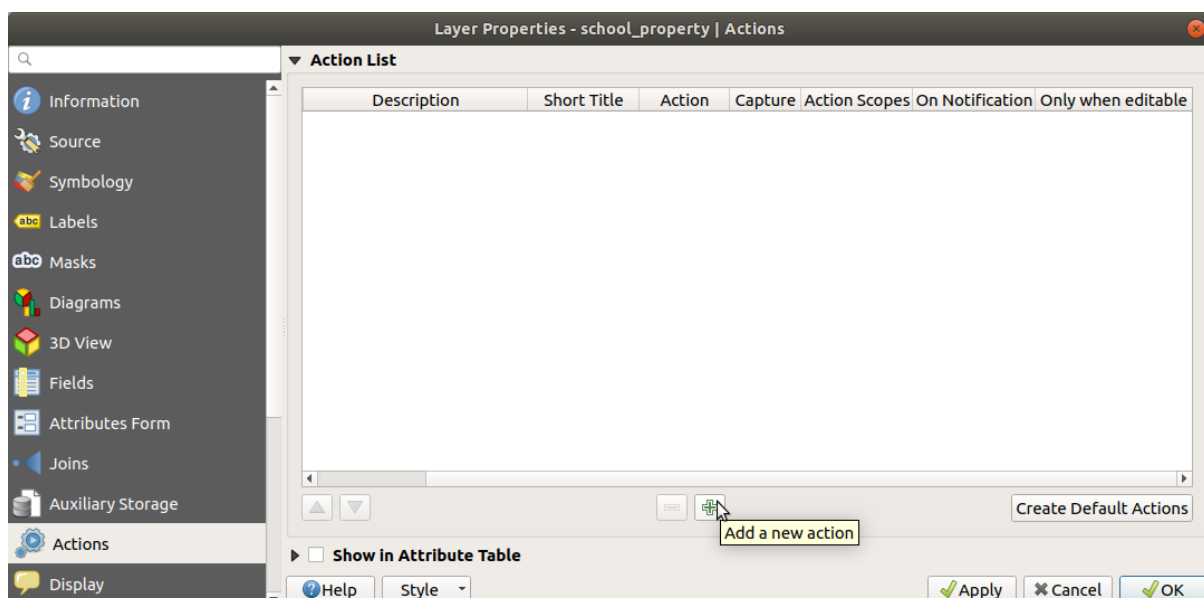 Layer Properties - school_property | Actions
Action List
Information
Source
Symbology
abc Labels
abc Masks
Diagrams
3D View
Fields
Attributes Form
Joins
Auxiliary Storage
Actions
Display
Description Short Title Action Capture Action Scopes On Notification Only when editable
Create Default Actions
Add a new action
Show in Attribute Table
Help Style Apply Cancel OK